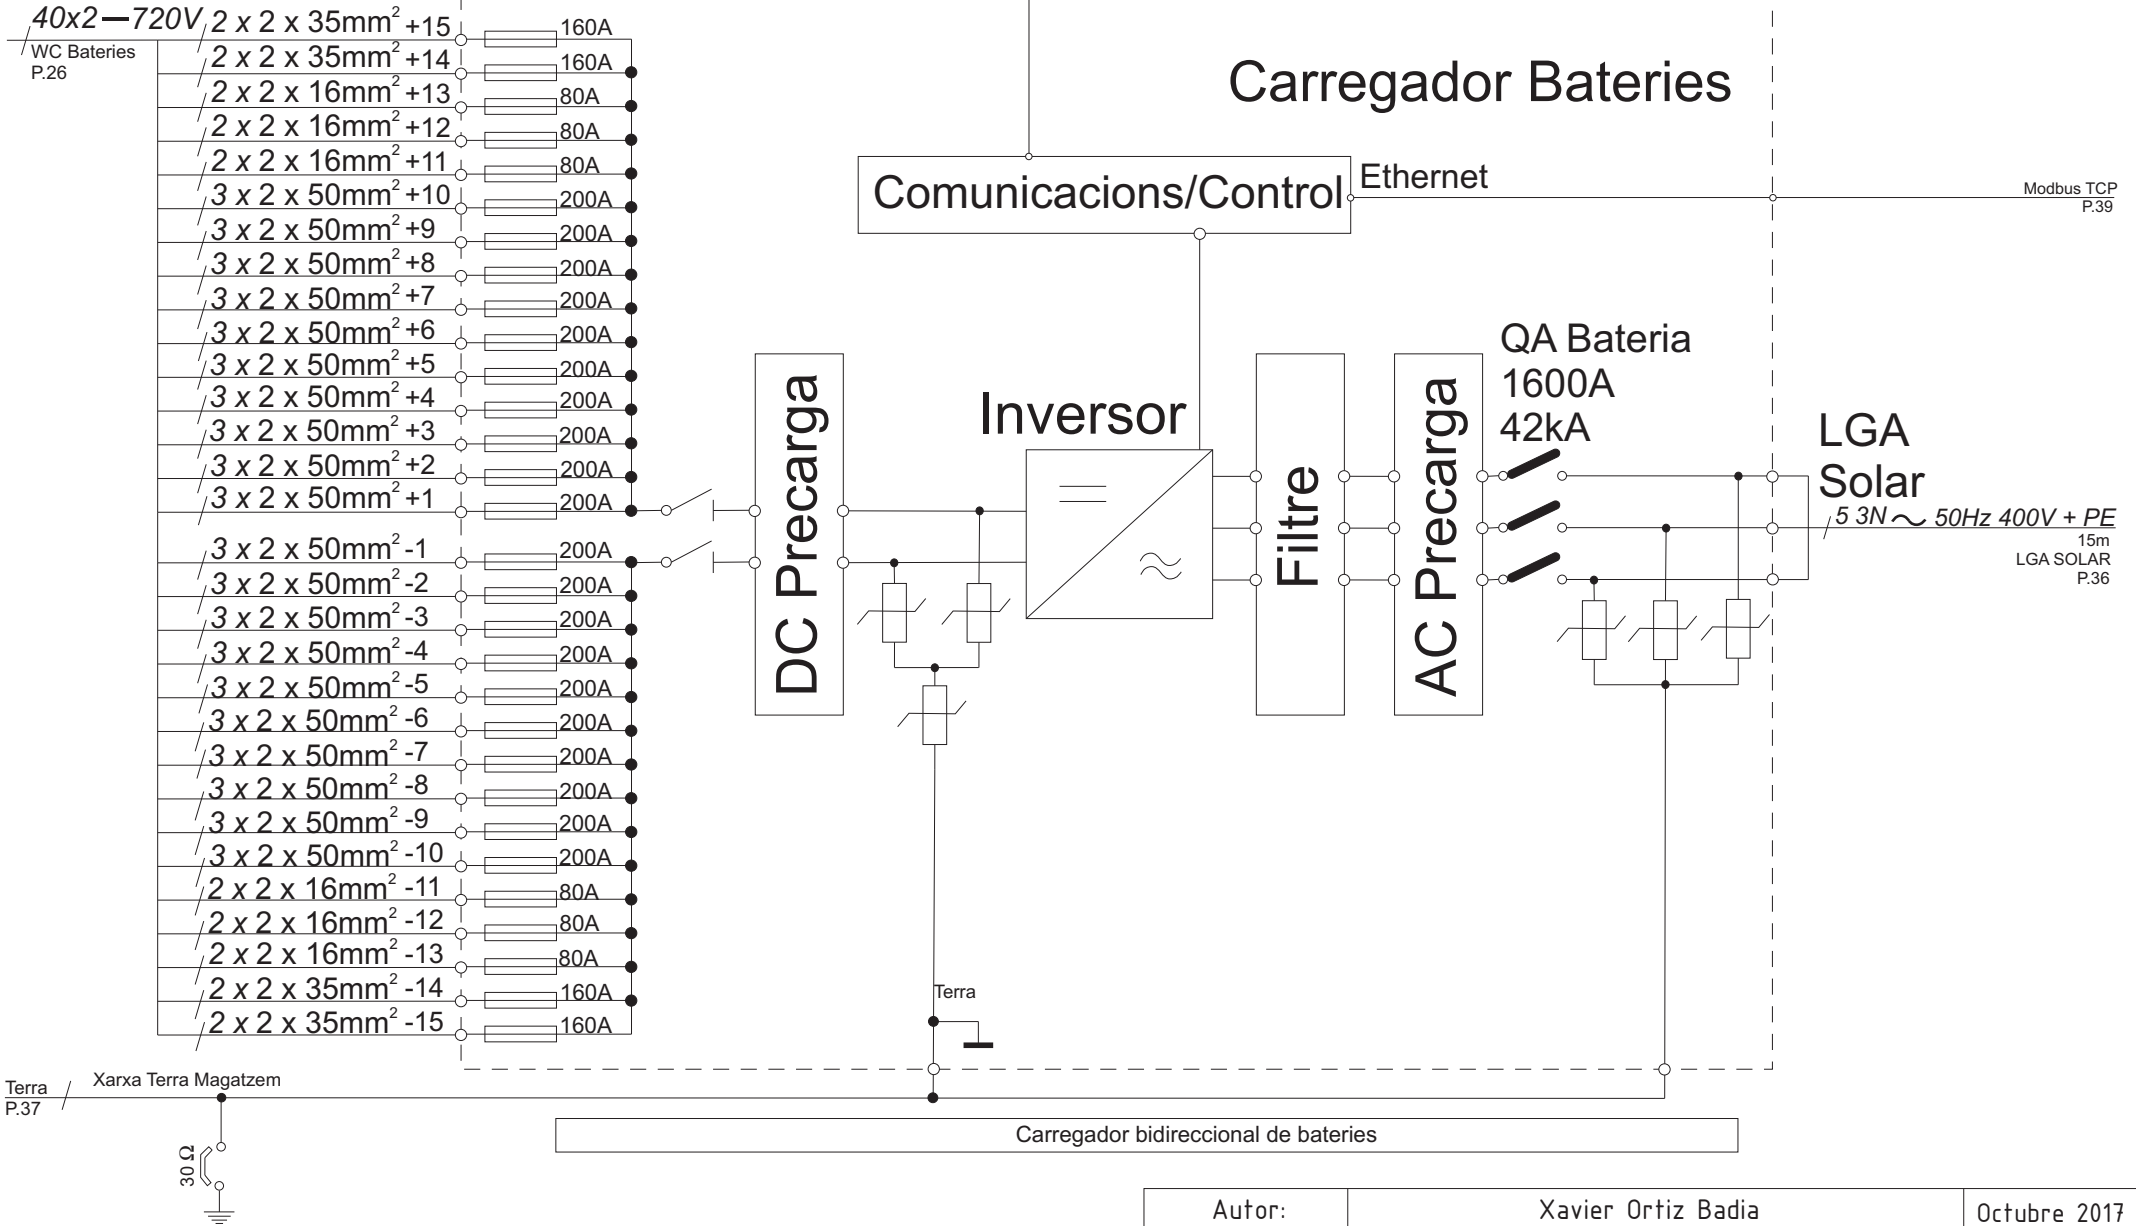 40x2—720V
WC Bateries
P.26
2 x 2 x 35mm² +15 160A
2 x 2 x 35mm² +14 160A
2 x 2 x 16mm² +13 80A
2 x 2 x 16mm² +12 80A
2 x 2 x 16mm² +11 80A
3 x 2 x 50mm² +10 200A
3 x 2 x 50mm² +9 200A
3 x 2 x 50mm² +8 200A
3 x 2 x 50mm² +7 200A
3 x 2 x 50mm² +6 200A
3 x 2 x 50mm² +5 200A
3 x 2 x 50mm² +4 200A
3 x 2 x 50mm² +3 200A
3 x 2 x 50mm² +2 200A
3 x 2 x 50mm² +1 200A
3 x 2 x 50mm² -1 200A
3 x 2 x 50mm² -2 200A
3 x 2 x 50mm² -3 200A
3 x 2 x 50mm² -4 200A
3 x 2 x 50mm² -5 200A
3 x 2 x 50mm² -6 200A
3 x 2 x 50mm² -7 200A
3 x 2 x 50mm² -8 200A
3 x 2 x 50mm² -9 200A
3 x 2 x 50mm² -10 200A
2 x 2 x 16mm² -11 80A
2 x 2 x 16mm² -12 80A
2 x 2 x 16mm² -13 80A
2 x 2 x 35mm² -14 160A
2 x 2 x 35mm² -15 160A
Carregador Bateries
Comunicacions/Control
Ethernet
Modbus TCP
P.39
DC Precarga
Inversor
Filtre
AC Precarga
QA Bateria
1600A
42kA
LGA
Solar
5 3N ～ 50Hz 400V + PE
15m
LGA SOLAR
P.36
Terra
Terra
P.37
Xarxa Terra Magatzem
30 Ω
Carregador bidireccional de bateries
Autor: Xavier Ortiz Badia Octubre 2017